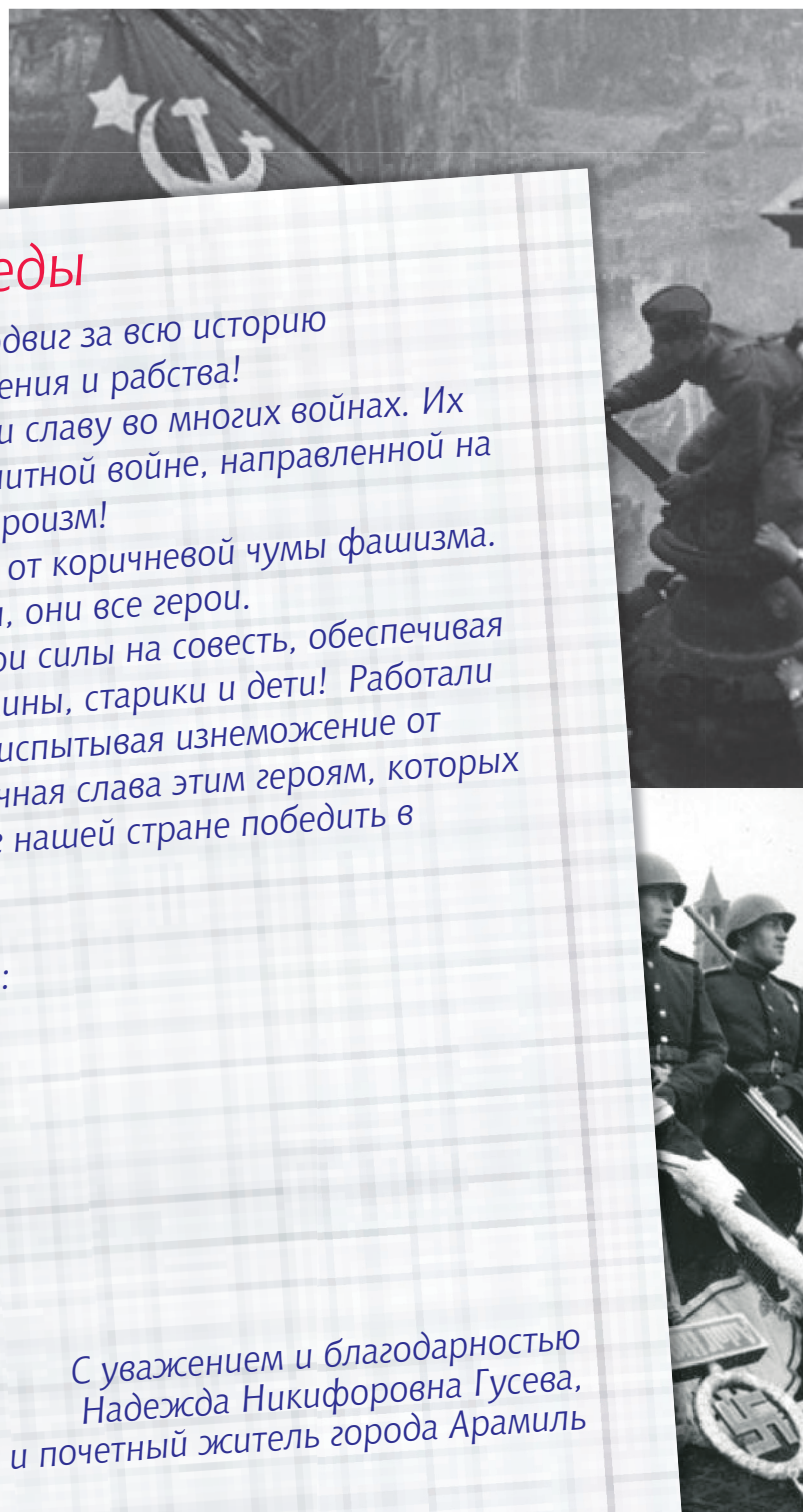 еды
одвиг за всю историю
ения и рабства!
и славу во многих войнах. Их
итной войне, направленной на
роизм!
от коричневой чумы фашизма.
, они все герои.
ои силы на совесть, обеспечивая
ины, старики и дети! Работали
испытывая изнеможение от
чная слава этим героям, которых
г нашей стране победить в
:
С уважением и благодарностью
Надежда Никифоровна Гусева,
и почетный житель города Арамиль